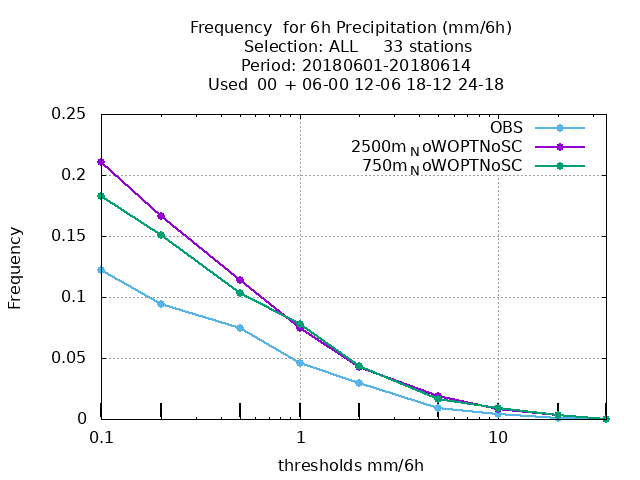 Frequency  for 6h Precipitation (mm/6h)
Selection: ALL     33 stations
Period: 20180601-20180614
Used  00  + 06-00 12-06 18-12 24-18
0.25
OBS
2500m_NoWOPTNoSC
750m_NoWOPTNoSC
0.2
0.15
Frequency
0.1
0.05
0
0.1 1 10
thresholds mm/6h